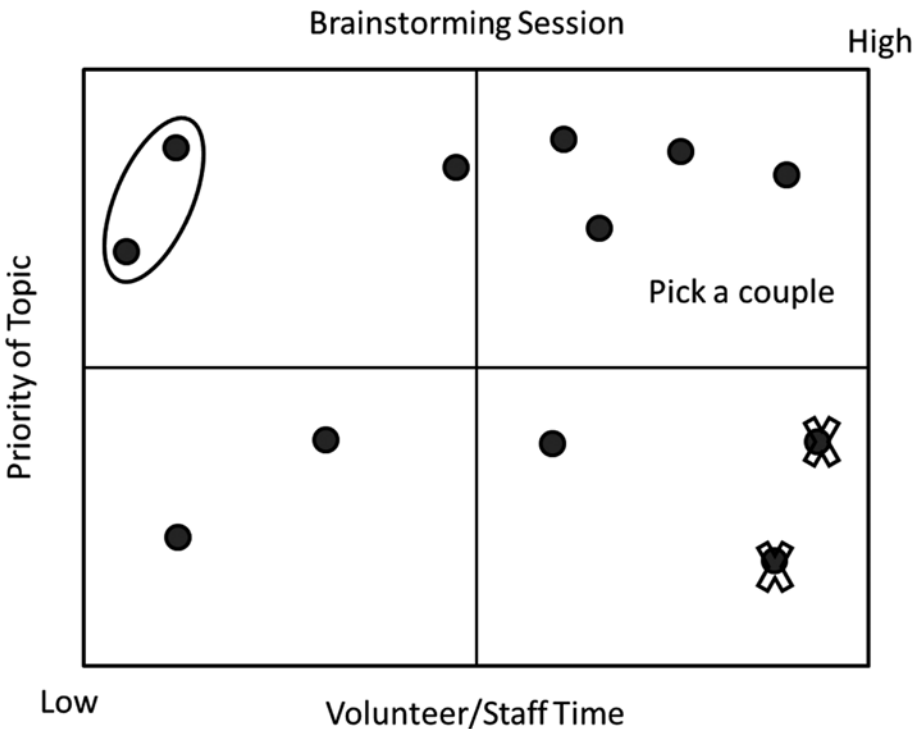 Brainstorming Session
High
Priority of Topic
Pick a couple
Low
Volunteer/Staff Time